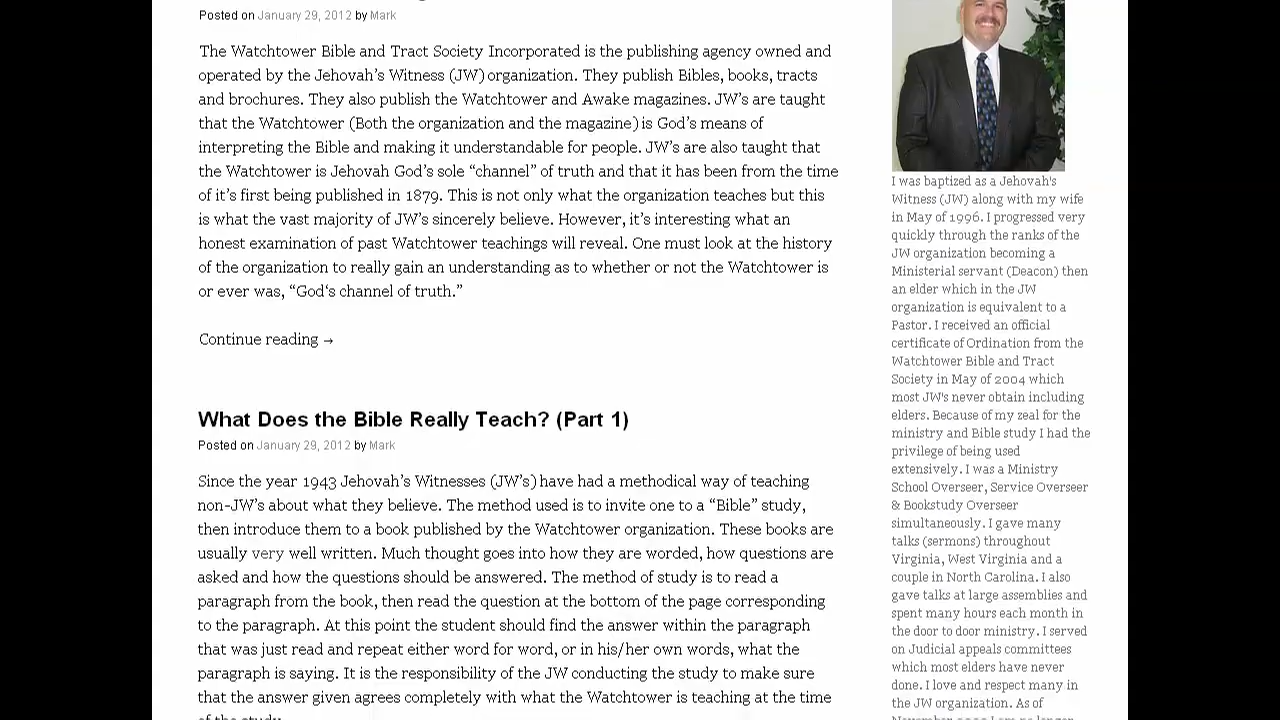 Posted on January 29, 2012 by Mark
The Watchtower Bible and Tract Society Incorporated is the publishing agency owned and
operated by the Jehovah's Witness (JW) organization. They publish Bibles, books, tracts
and brochures. They also publish the Watchtower and Awake magazines. JW's are taught
that the Watchtower (Both the organization and the magazine) is God's means of
interpreting the Bible and making it understandable for people. JW's are also taught that
the Watchtower is Jehovah God's sole “channel” of truth and that it has been from the time
of it's first being published in 1879. This is not only what the organization teaches but this
is what the vast majority of JW's sincerely believe. However, it's interesting what an
honest examination of past Watchtower teachings will reveal. One must look at the history
of the organization to really gain an understanding as to whether or not the Watchtower is
or ever was, “God's channel of truth.”
Continue reading →
What Does the Bible Really Teach? (Part 1)
Posted on January 29, 2012 by Mark
Since the year 1943 Jehovah's Witnesses (JW's) have had a methodical way of teaching
non-JW's about what they believe. The method used is to invite one to a “Bible” study,
then introduce them to a book published by the Watchtower organization. These books are
usually very well written. Much thought goes into how they are worded, how questions are
asked and how the questions should be answered. The method of study is to read a
paragraph from the book, then read the question at the bottom of the page corresponding
to the paragraph. At this point the student should find the answer within the paragraph
that was just read and repeat either word for word, or in his/her own words, what the
paragraph is saying. It is the responsibility of the JW conducting the study to make sure
that the answer given agrees completely with what the Watchtower is teaching at the time
of the study.
I was baptized as a Jehovah's
Witness (JW) along with my wife
in May of 1996. I progressed very
quickly through the ranks of the
JW organization becoming a
Ministerial servant (Deacon) then
an elder which in the JW
organization is equivalent to a
Pastor. I received an official
certificate of Ordination from the
Watchtower Bible and Tract
Society in May of 2004 which
most JW's never obtain including
elders. Because of my zeal for the
ministry and Bible study I had the
privilege of being used
extensively. I was a Ministry
School Overseer, Service Overseer
& Bookstudy Overseer
simultaneously. I gave many
talks (sermons) throughout
Virginia, West Virginia and a
couple in North Carolina. I also
gave talks at large assemblies and
spent many hours each month in
the door to door ministry. I served
on Judicial appeals committees
which most elders have never
done. I love and respect many in
the JW organization. As of